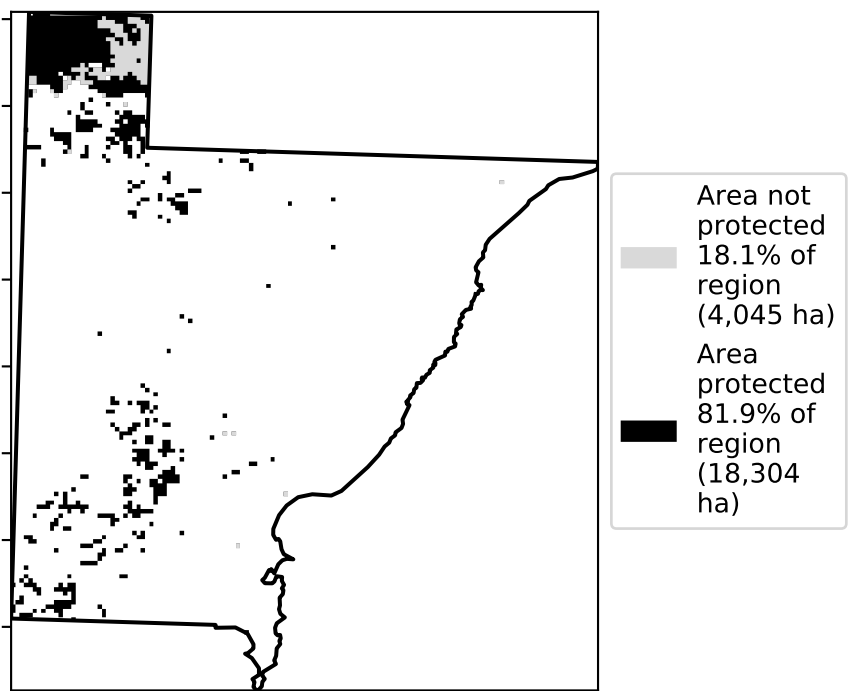 Area not
protected
18.1% of
region
(4,045 ha)
Area
protected
81.9% of
region
(18,304
ha)